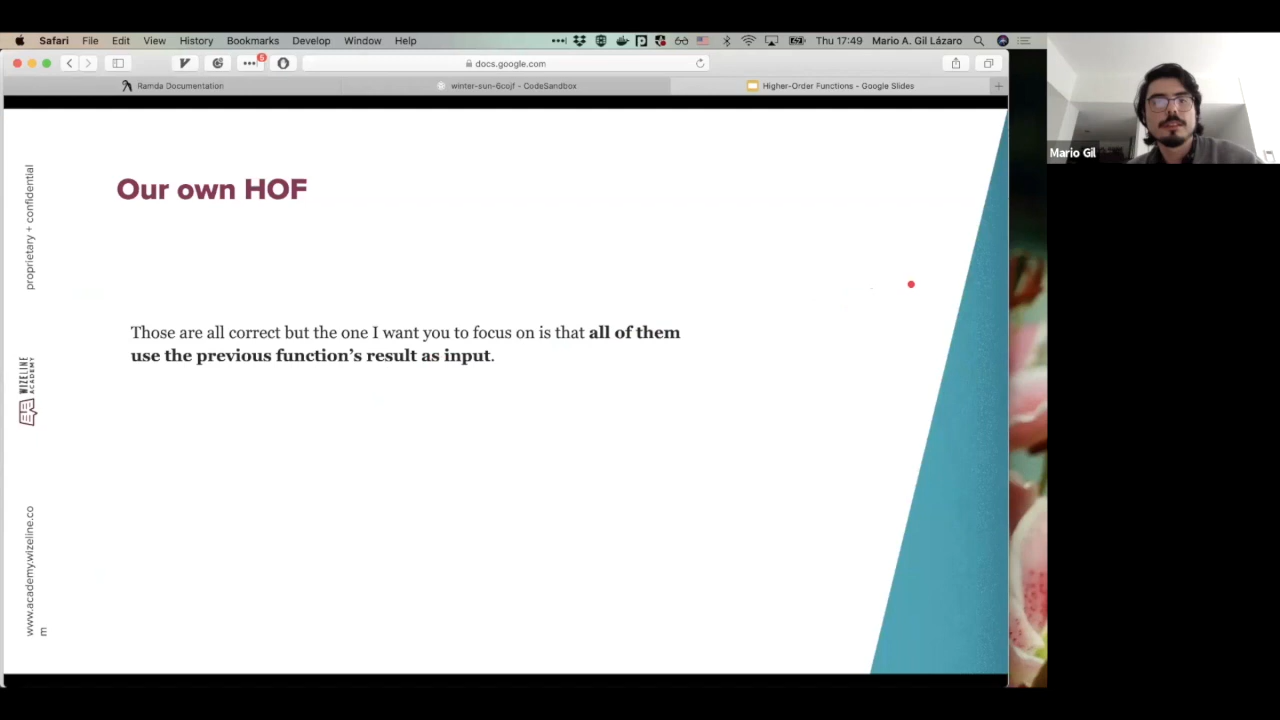 Safari File Edit View History Bookmarks Develop Window Help Thu 17:49 Mario A. Gil Lázaro
docs.google.com
Ramda Documentation winter-sun-6cojf - CodeSandbox Higher-Order Functions - Google Slides
Mario Gil
proprietary + confidential
Our own HOF
Those are all correct but the one I want you to focus on is that all of them
use the previous function's result as input.
WIZELINE
ACADEMY
www.academy.wizeline.co
m